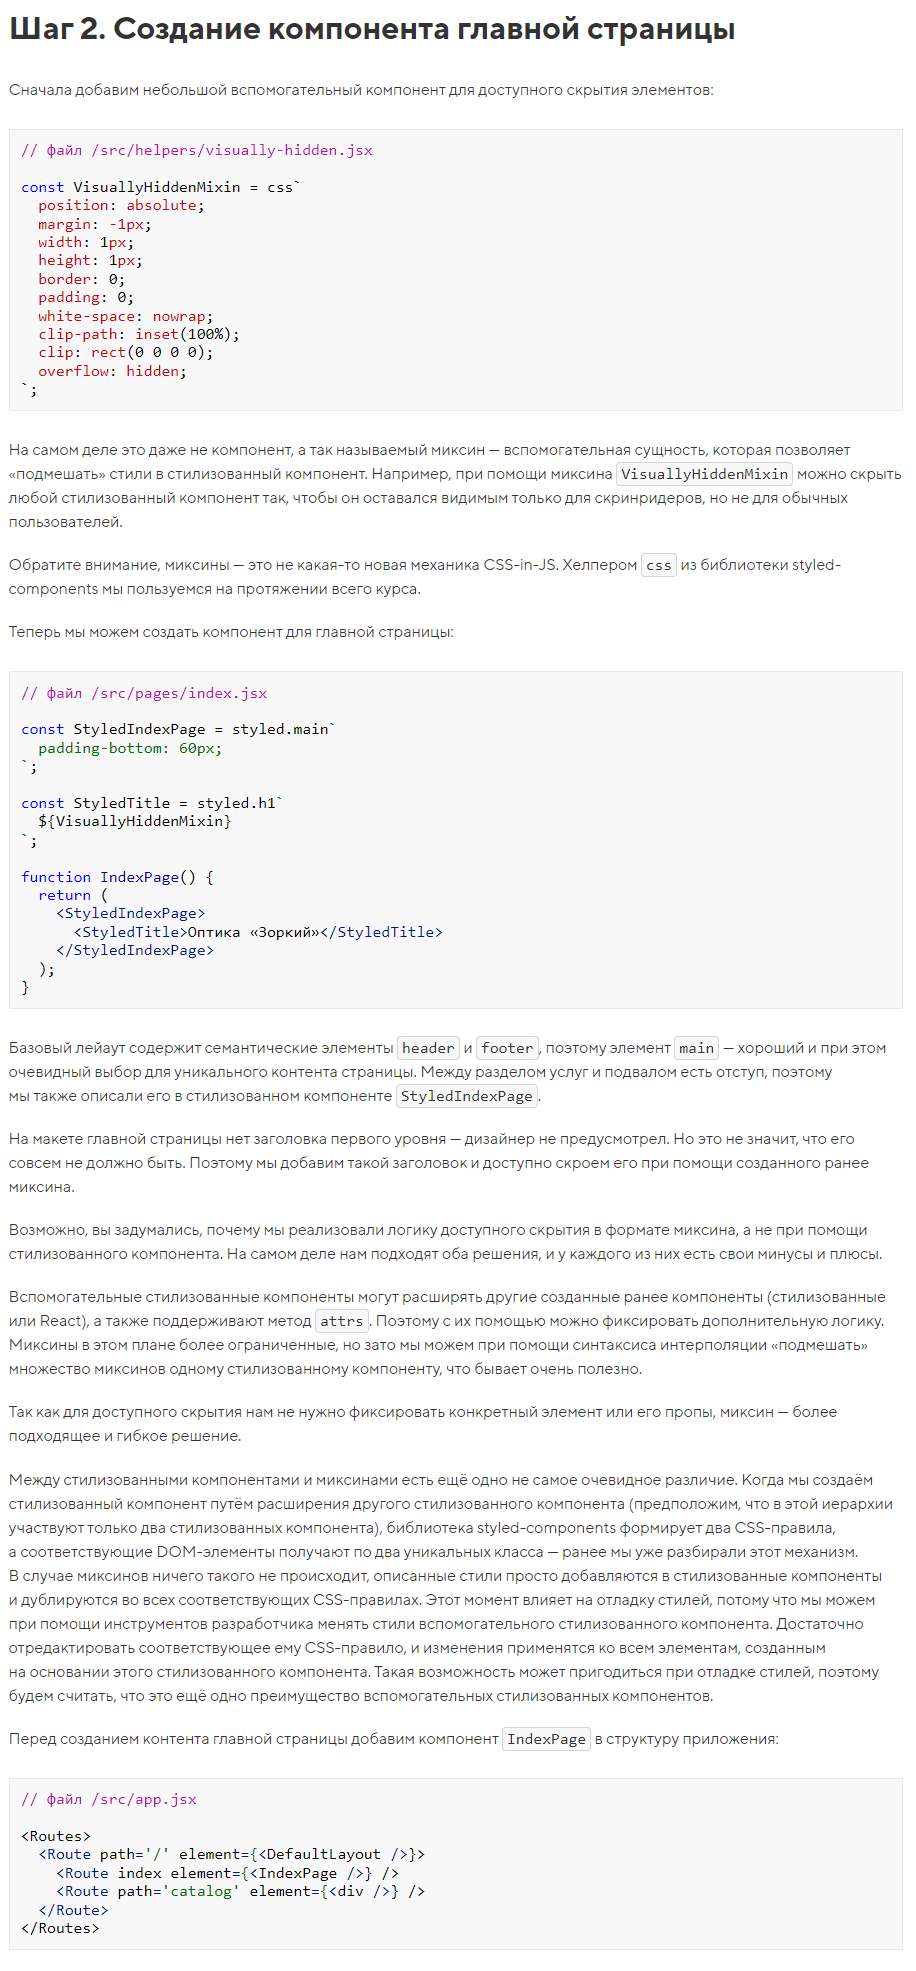 Шаг 2. Создание компонента главной страницы
Сначала добавим небольшой вспомогательный компонент для доступного скрытия элементов:
// файл /src/helpers/visually-hidden.jsx
const VisuallyHiddenMixin = css`
  position: absolute;
  margin: -1px;
  width: 1px;
  height: 1px;
  border: 0;
  padding: 0;
  white-space: nowrap;
  clip-path: inset(100%);
  clip: rect(0 0 0 0);
  overflow: hidden;
`;
На самом деле это даже не компонент, а так называемый миксин — вспомогательная сущность, которая позволяет
«подмешать» стили в стилизованный компонент. Например, при помощи миксина VisuallyHiddenMixin можно скрыть
любой стилизованный компонент так, чтобы он оставался видимым только для скринридеров, но не для обычных
пользователей.
Обратите внимание, миксины — это не какая-то новая механика CSS-in-JS. Хелпером css из библиотеки styled-
components мы пользуемся на протяжении всего курса.
Теперь мы можем создать компонент для главной страницы:
// файл /src/pages/index.jsx
const StyledIndexPage = styled.main`
  padding-bottom: 60px;
`;
const StyledTitle = styled.h1`
  ${VisuallyHiddenMixin}
`;
function IndexPage() {
  return (
    <StyledIndexPage>
      <StyledTitle>Оптика «Зоркий»</StyledTitle>
    </StyledIndexPage>
  );
}
Базовый лейаут содержит семантические элементы header и footer, поэтому элемент main — хороший и при этом
очевидный выбор для уникального контента страницы. Между разделом услуг и подвалом есть отступ, поэтому
мы также описали его в стилизованном компоненте StyledIndexPage.
На макете главной страницы нет заголовка первого уровня — дизайнер не предусмотрел. Но это не значит, что его
совсем не должно быть. Поэтому мы добавим такой заголовок и доступно скроем его при помощи созданного ранее
миксина.
Возможно, вы задумались, почему мы реализовали логику доступного скрытия в формате миксина, а не при помощи
стилизованного компонента. На самом деле нам подходят оба решения, и у каждого из них есть свои минусы и плюсы.
Вспомогательные стилизованные компоненты могут расширять другие созданные ранее компоненты (стилизованные
или React), а также поддерживают метод attrs. Поэтому с их помощью можно фиксировать дополнительную логику.
Миксины в этом плане более ограниченные, но зато мы можем при помощи синтаксиса интерполяции «подмешать»
множество миксинов одному стилизованному компоненту, что бывает очень полезно.
Так как для доступного скрытия нам не нужно фиксировать конкретный элемент или его пропы, миксин — более
подходящее и гибкое решение.
Между стилизованными компонентами и миксинами есть ещё одно не самое очевидное различие. Когда мы создаём
стилизованный компонент путём расширения другого стилизованного компонента (предположим, что в этой иерархии
участвуют только два стилизованных компонента), библиотека styled-components формирует два CSS-правила,
а соответствующие DOM-элементы получают по два уникальных класса — ранее мы уже разбирали этот механизм.
В случае миксинов ничего такого не происходит, описанные стили просто добавляются в стилизованные компоненты
и дублируются во всех соответствующих CSS-правилах. Этот момент влияет на отладку стилей, потому что мы можем
при помощи инструментов разработчика менять стили вспомогательного стилизованного компонента. Достаточно
отредактировать соответствующее ему CSS-правило, и изменения применятся ко всем элементам, созданным
на основании этого стилизованного компонента. Такая возможность может пригодиться при отладке стилей, поэтому
будем считать, что это ещё одно преимущество вспомогательных стилизованных компонентов.
Перед созданием контента главной страницы добавим компонент IndexPage в структуру приложения:
// файл /src/app.jsx
<Routes>
  <Route path='/' element={<DefaultLayout />}>
    <Route index element={<IndexPage />} />
    <Route path='catalog' element={<div />} />
  </Route>
</Routes>